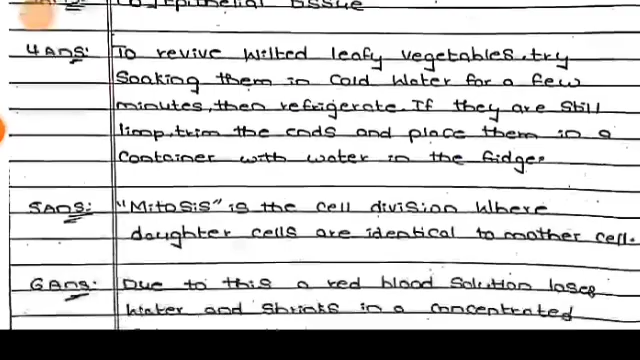 epithelial tissue
4 Ans: To revive wilted leafy vegetables, try
Soaking them in cold water for a few
minutes, then refrigerate. If they are still
limp, trim the ends and place them in a
container with water in the fidge.
5 Ans: "Mitosis" is the cell division where
daughter cells are identical to mother cell.
6 Ans: Due to this a red blood solution loses
Water and Shrinks in a concentrated